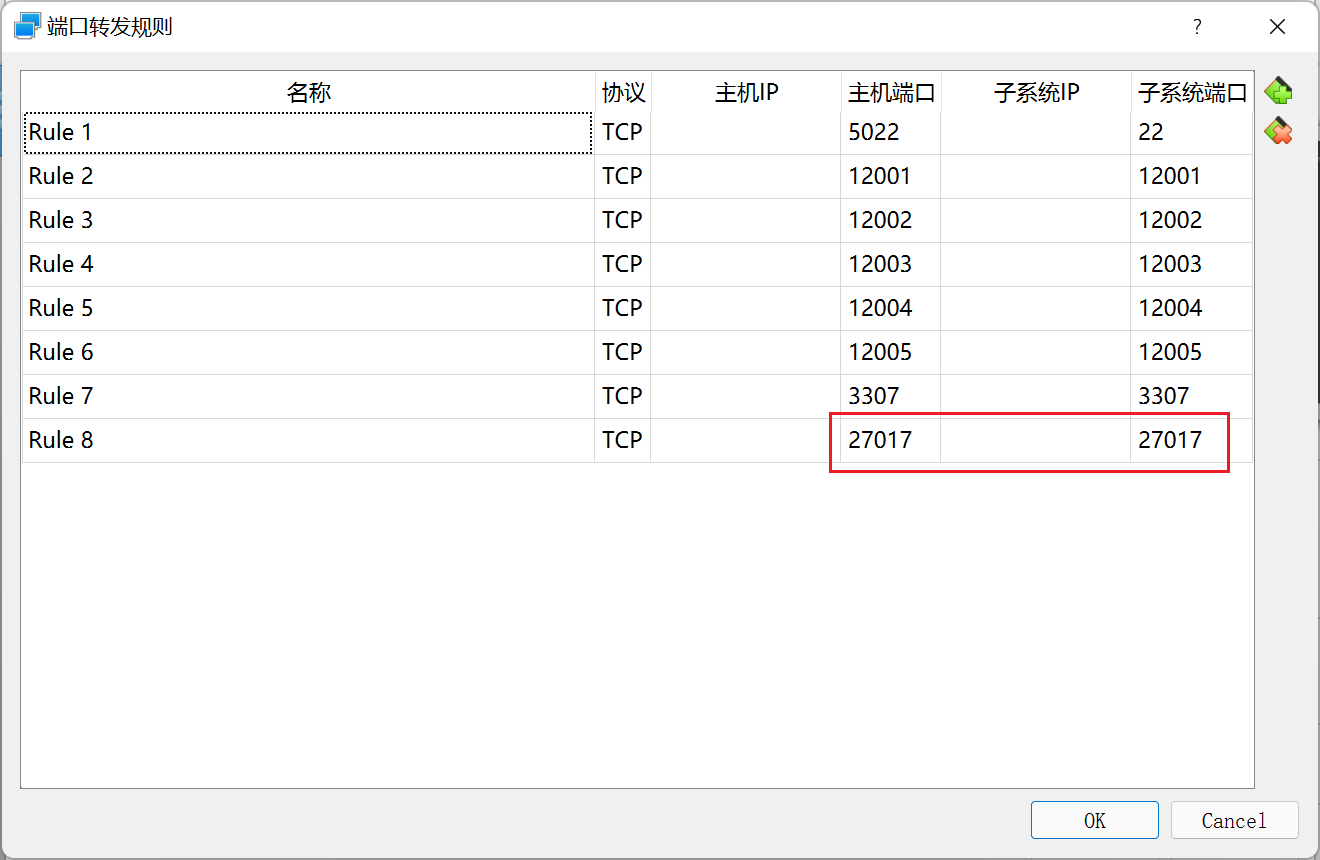 端口转发规则
?
名称 协议 主机IP 主机端口 子系统IP 子系统端口
Rule 1 TCP 5022 22
Rule 2 TCP 12001 12001
Rule 3 TCP 12002 12002
Rule 4 TCP 12003 12003
Rule 5 TCP 12004 12004
Rule 6 TCP 12005 12005
Rule 7 TCP 3307 3307
Rule 8 TCP 27017 27017
OK Cancel